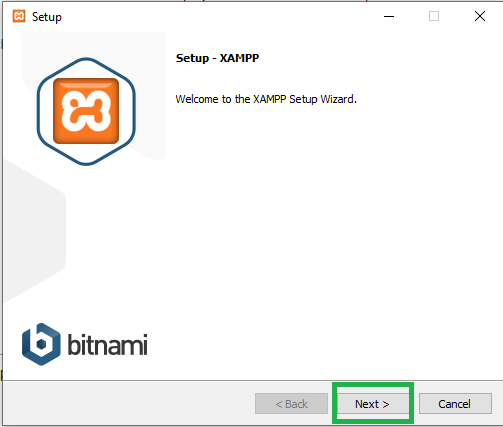 Setup
Setup - XAMPP
Welcome to the XAMPP Setup Wizard.
bitnami
< Back
Next >
Cancel